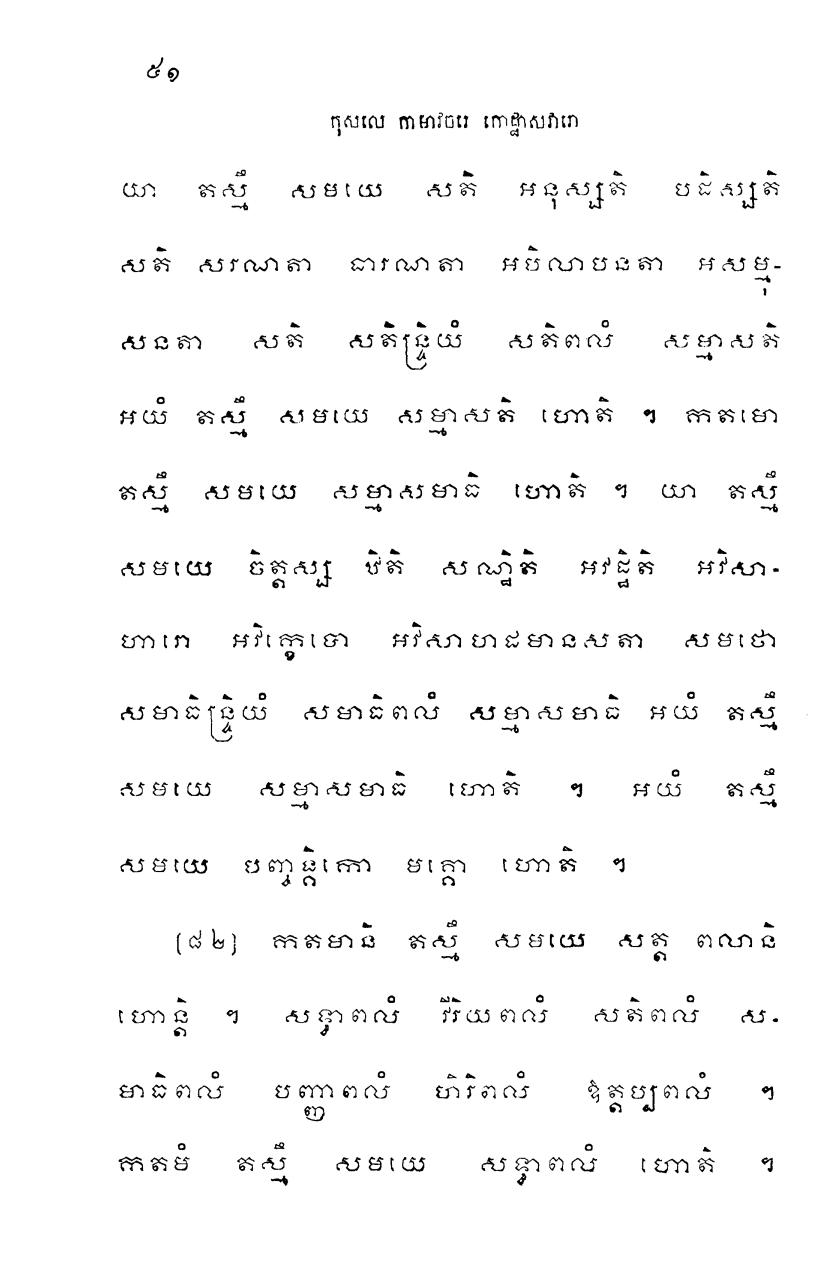 ៥១
កុសលេ កាមាវចរេ កោដ្ឋាសវារោ
យា តស្មឹ សមយេ សតិ អនុស្សតិ បដិស្សតិ
សតិ សរណតា ធារណតា អបិលាបនតា អសម្មុ-
សនតា សតិ សតិន្ទ្រិយំ សតិពលំ សម្មាសតិ
អយំ តស្មឹ សមយេ សម្មាសតិ ហោតិ ។ កតមោ
តស្មឹ សមយេ សម្មាសមាធិ ហោតិ ។ យា តស្មឹ
សមយេ ចិត្តស្ស ឋិតិ សណ្ឋិតិ អវដ្ឋិតិ អវិសា-
ហារោ អវិក្ខេបោ អវិសាហដមានសតា សមថោ
សមាធិន្ទ្រិយំ សមាធិពលំ សម្មាសមាធិ អយំ តស្មឹ
សមយេ សម្មាសមាធិ ហោតិ ។ អយំ តស្មឹ
សមយេ បញ្ចង្គិកោ មគ្គោ ហោតិ ។
(៨២) កតមានិ តស្មឹ សមយេ សត្ត ពលានិ
ហោន្តិ ។ សទ្ធាពលំ វីរិយពលំ សតិពលំ ស-
មាធិពលំ បញ្ញាពលំ ហិរិពលំ ឱត្តប្បពលំ ។
កតមំ តស្មឹ សមយេ សទ្ធាពលំ ហោតិ ។